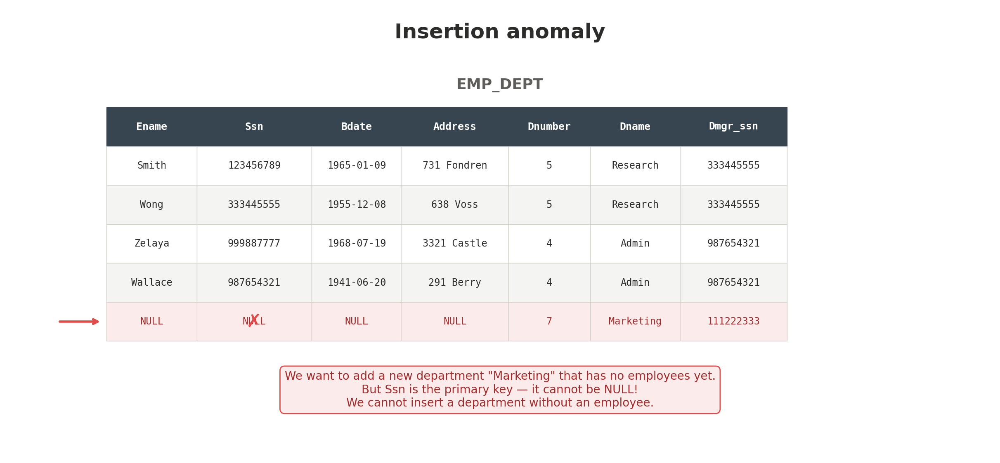 Insertion anomaly
EMP_DEPT
Ename Ssn Bdate Address Dnumber Dname Dmgr_ssn
Smith 123456789 1965-01-09 731 Fondren 5 Research 333445555
Wong 333445555 1955-12-08 638 Voss 5 Research 333445555
Zelaya 999887777 1968-07-19 3321 Castle 4 Admin 987654321
Wallace 987654321 1941-06-20 291 Berry 4 Admin 987654321
NULL NULL NULL NULL 7 Marketing 111222333
We want to add a new department "Marketing" that has no employees yet.
But Ssn is the primary key — it cannot be NULL!
We cannot insert a department without an employee.